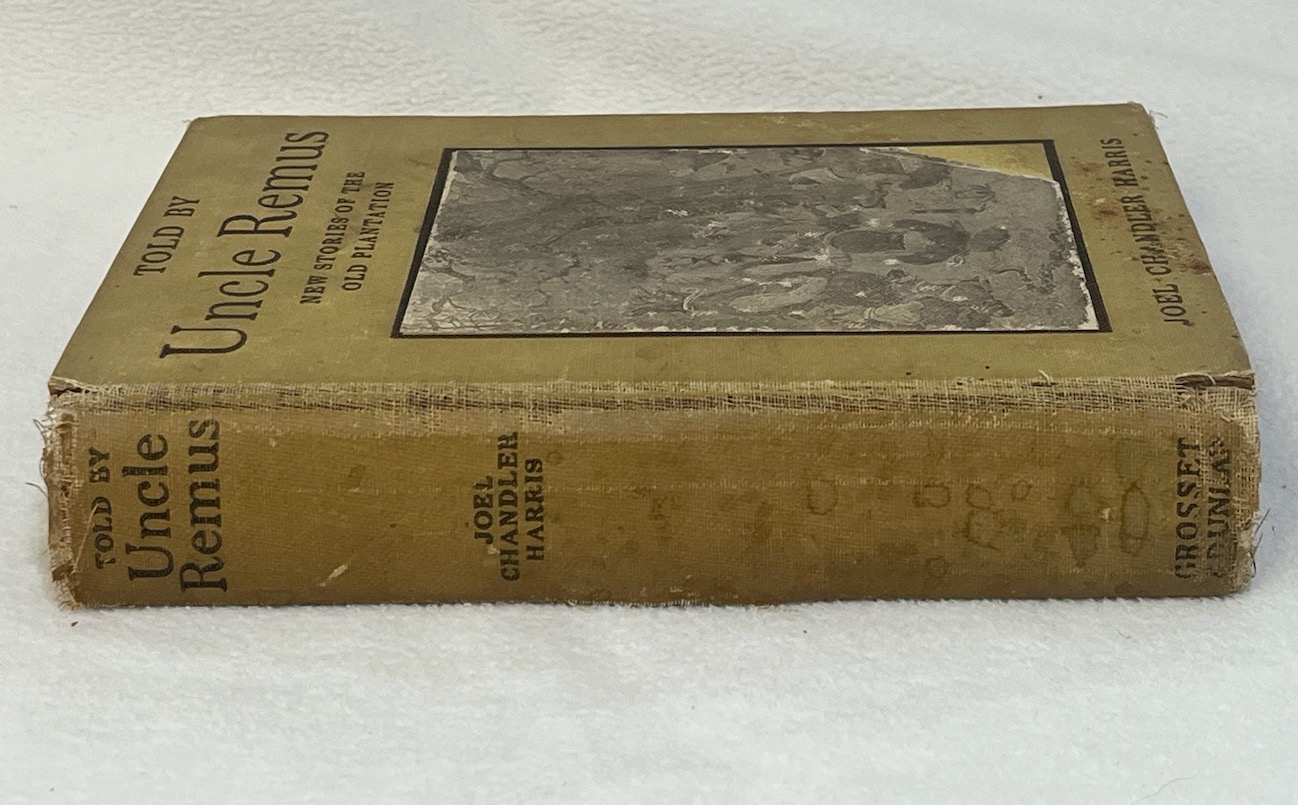 TOLD BY
Uncle Remus
NEW STORIES OF THE
OLD PLANTATION
JOEL CHANDLER HARRIS
TOLD BY
Uncle
Remus
JOEL
CHANDLER
HARRIS
GROSSET
& DUNLAP